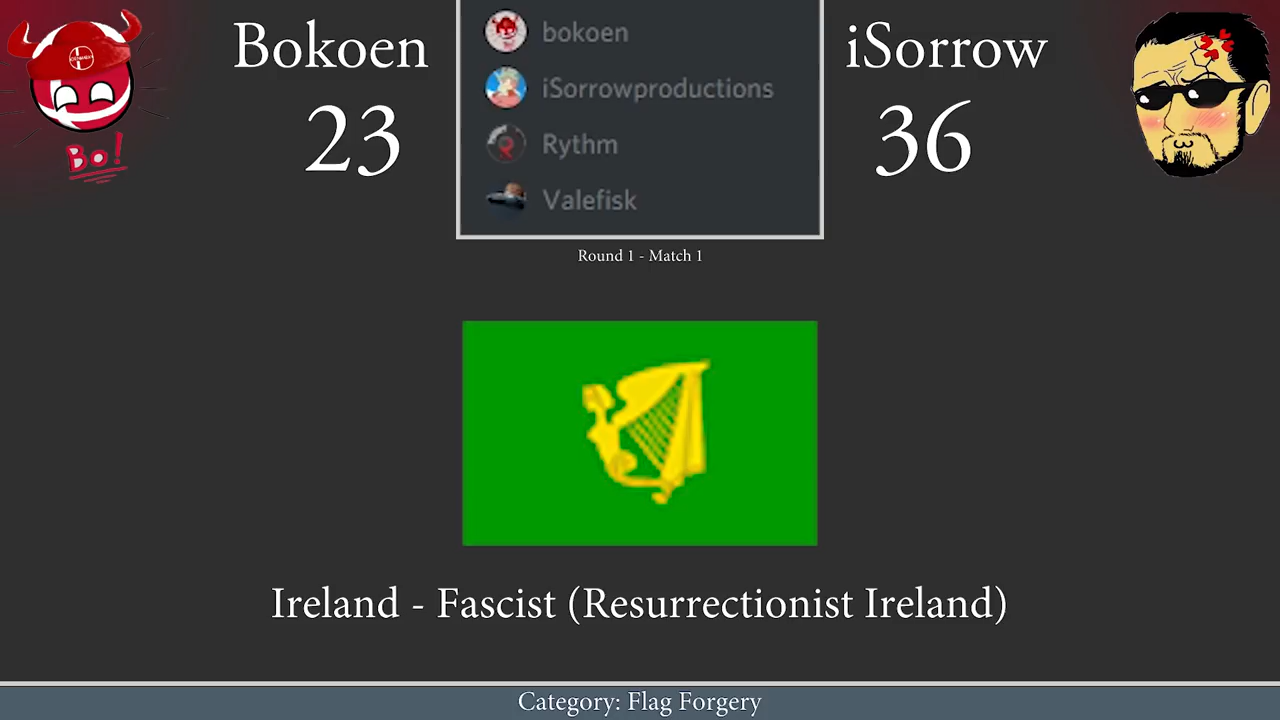 Bokoen
23
Bo!
bokoen
iSorrowproductions
Rythm
Valefisk
Round 1 - Match 1
iSorrow
36
Ireland - Fascist (Resurrectionist Ireland)
Category: Flag Forgery